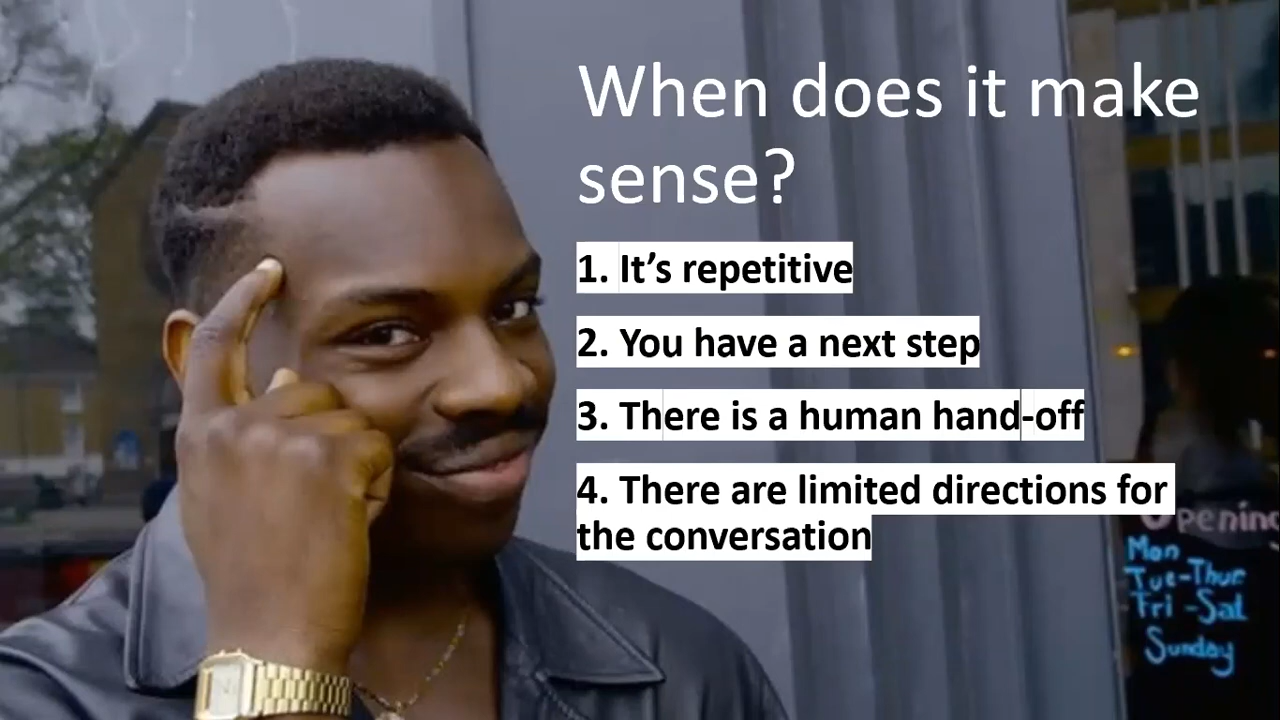 When does it make
sense?
1. It’s repetitive
2. You have a next step
3. There is a human hand-off
4. There are limited directions for
the conversation
Opening
Mon
Tue-Thur
Fri -Sat
Sunday